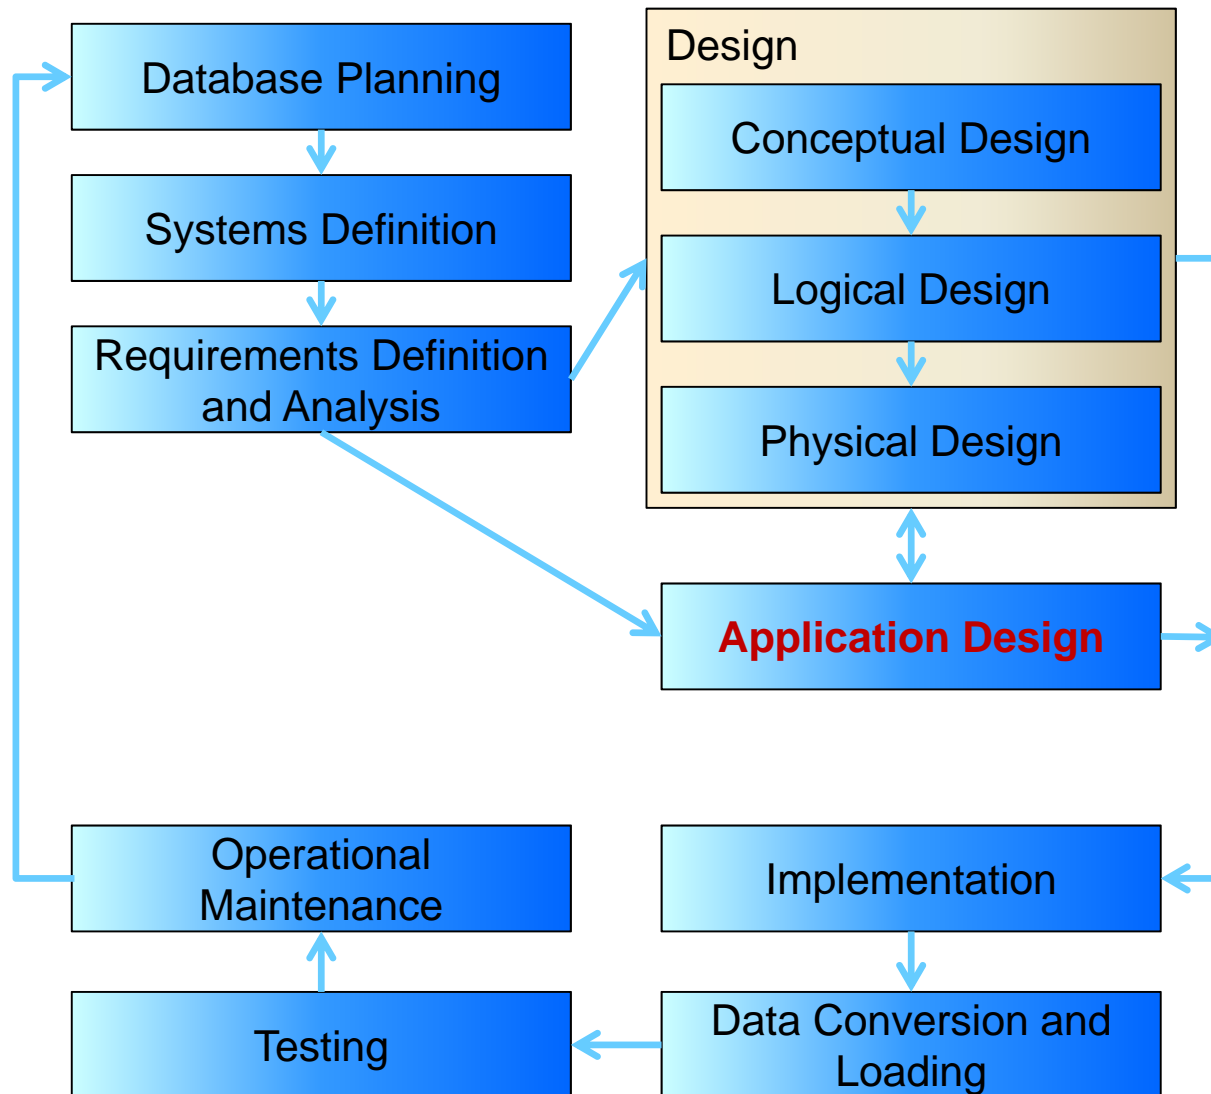 Database Planning
Systems Definition
Requirements Definition
and Analysis
Design
Conceptual Design
Logical Design
Physical Design
Application Design
Operational
Maintenance
Implementation
Testing
Data Conversion and
Loading